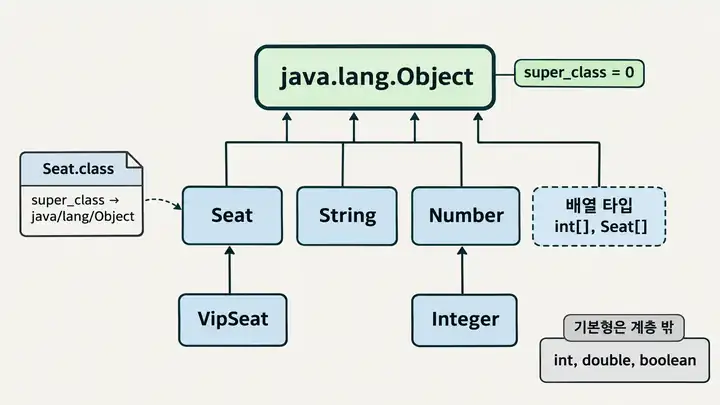 java.lang.Object
super_class = 0
Seat.class
super_class →
java/lang/Object
Seat
String
Number
배열 타입
int[], Seat[]
VipSeat
Integer
기본형은 계층 밖
int, double, boolean